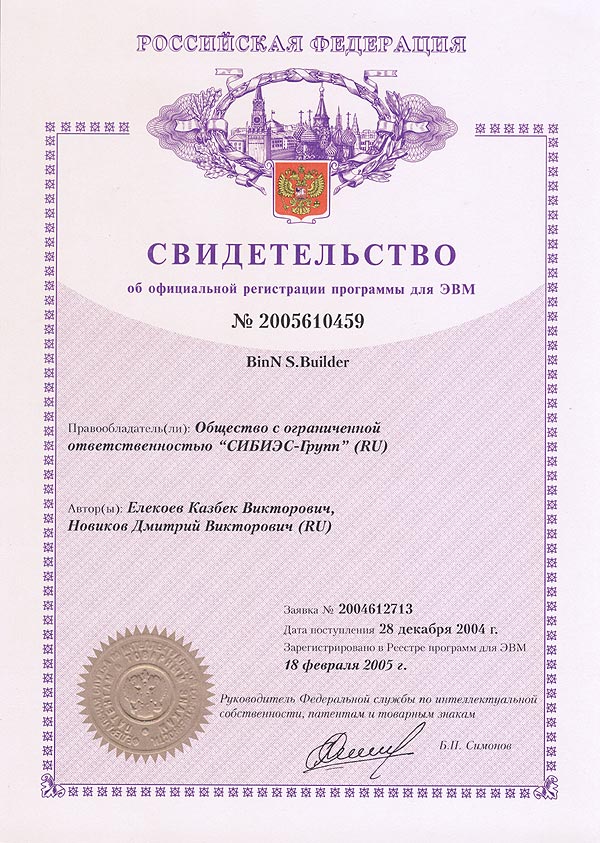 РОССИЙСКАЯ ФЕДЕРАЦИЯ
СВИДЕТЕЛЬСТВО
об официальной регистрации программы для ЭВМ
№ 2005610459
BinN S.Builder
Правообладатель(ли): Общество с ограниченной
ответственностью “СИБИЭС-Групп” (RU)
Автор(ы): Елекоев Казбек Викторович,
Новиков Дмитрий Викторович (RU)
Заявка № 2004612713
Дата поступления 28 декабря 2004 г.
Зарегистрировано в Реестре программ для ЭВМ
18 февраля 2005 г.
Руководитель Федеральной службы по интеллектуальной
собственности, патентам и товарным знакам
Б.П. Симонов